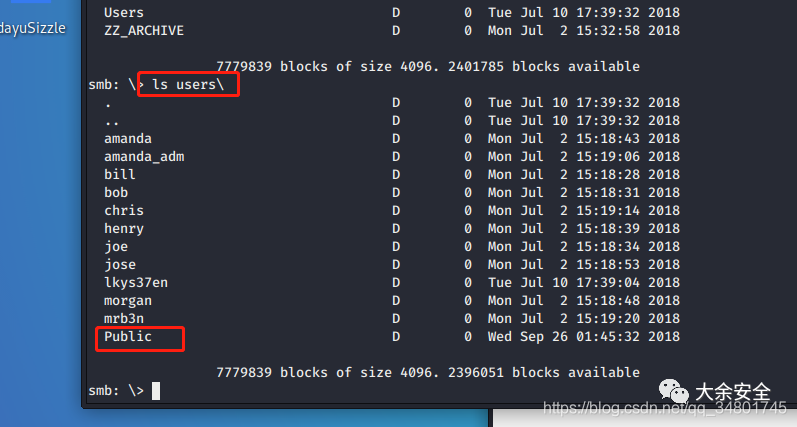 dayuSizzle
Users D 0 Tue Jul 10 17:39:32 2018
ZZ_ARCHIVE D 0 Mon Jul 2 15:32:58 2018
7779839 blocks of size 4096. 2401785 blocks available
smb: \> ls users\
. D 0 Tue Jul 10 17:39:32 2018
.. D 0 Tue Jul 10 17:39:32 2018
amanda D 0 Mon Jul 2 15:18:43 2018
amanda_adm D 0 Mon Jul 2 15:19:06 2018
bill D 0 Mon Jul 2 15:18:28 2018
bob D 0 Mon Jul 2 15:18:31 2018
chris D 0 Mon Jul 2 15:19:14 2018
henry D 0 Mon Jul 2 15:18:39 2018
joe D 0 Mon Jul 2 15:18:34 2018
jose D 0 Mon Jul 2 15:18:53 2018
lkys37en D 0 Tue Jul 10 17:39:04 2018
morgan D 0 Mon Jul 2 15:18:48 2018
mrb3n D 0 Mon Jul 2 15:19:20 2018
Public D 0 Wed Sep 26 01:45:32 2018
7779839 blocks of size 4096. 2396051 blocks available
smb: \>
大余安全
https://blog.csdn.net/qq_34801745